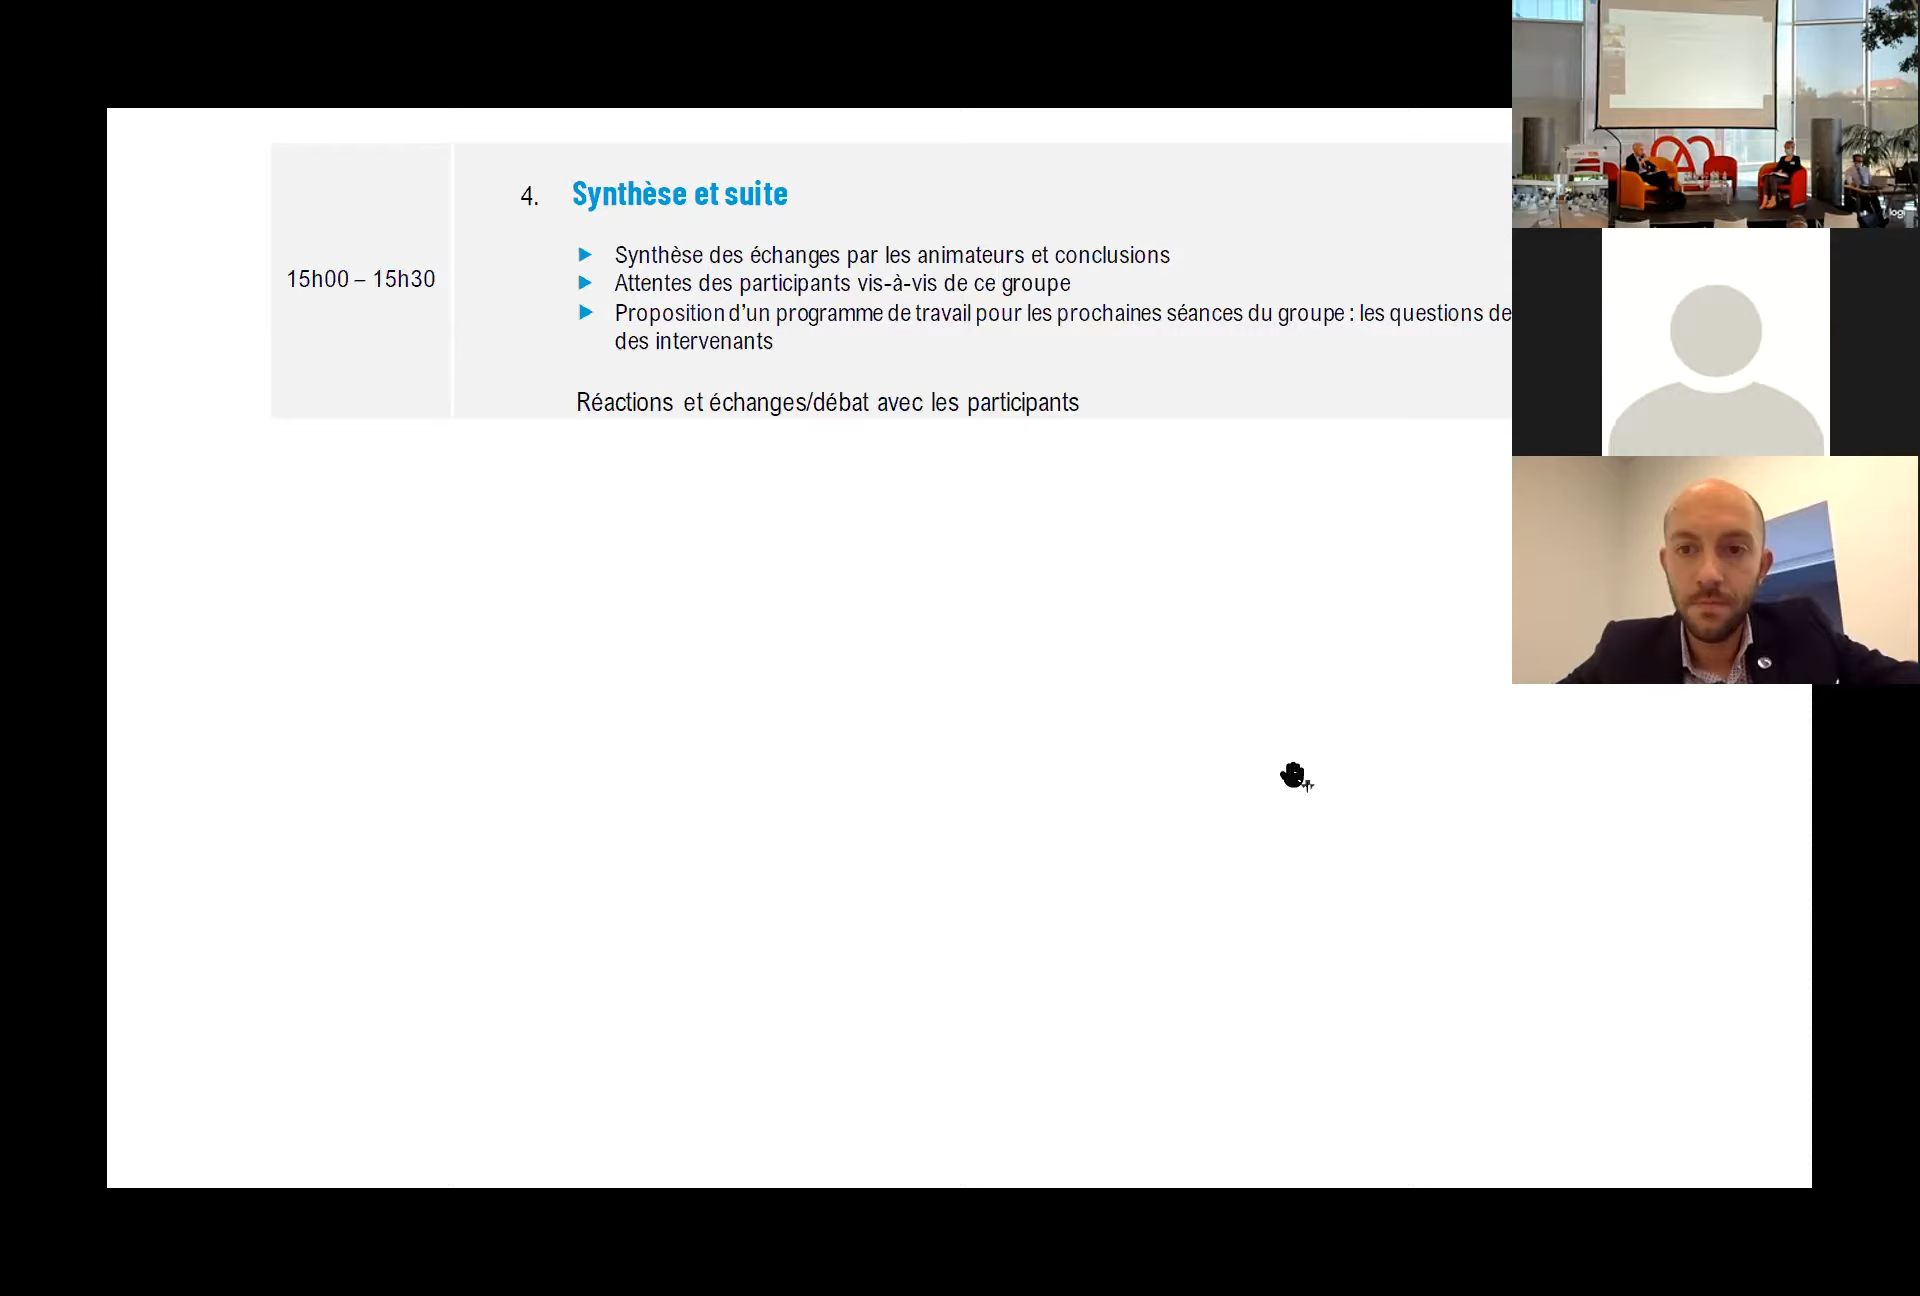 15h00 – 15h30
4. Synthèse et suite
Synthèse des échanges par les animateurs et conclusions
Attentes des participants vis-à-vis de ce groupe
Proposition d'un programme de travail pour les prochaines séances du groupe : les questions de
des intervenants
Réactions et échanges/débat avec les participants
logi